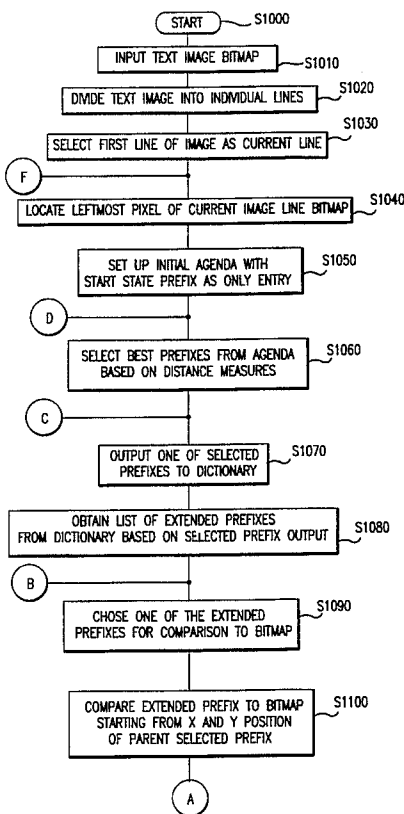 START
S1000
INPUT TEXT IMAGE BITMAP
S1010
DIVIDE TEXT IMAGE INTO INDIVIDUAL LINES
S1020
SELECT FIRST LINE OF IMAGE AS CURRENT LINE
S1030
F
LOCATE LEFTMOST PIXEL OF CURRENT IMAGE LINE BITMAP
S1040
SET UP INITIAL AGENDA WITH
START STATE PREFIX AS ONLY ENTRY
S1050
D
SELECT BEST PREFIXES FROM AGENDA
BASED ON DISTANCE MEASURES
S1060
C
OUTPUT ONE OF SELECTED
PREFIXES TO DICTIONARY
S1070
OBTAIN LIST OF EXTENDED PREFIXES
FROM DICTIONARY BASED ON SELECTED PREFIX OUTPUT
S1080
B
CHOSE ONE OF THE EXTENDED
PREFIXES FOR COMPARISON TO BITMAP
S1090
COMPARE EXTENDED PREFIX TO BITMAP
STARTING FROM X AND Y POSITION
OF PARENT SELECTED PREFIX
S1100
A